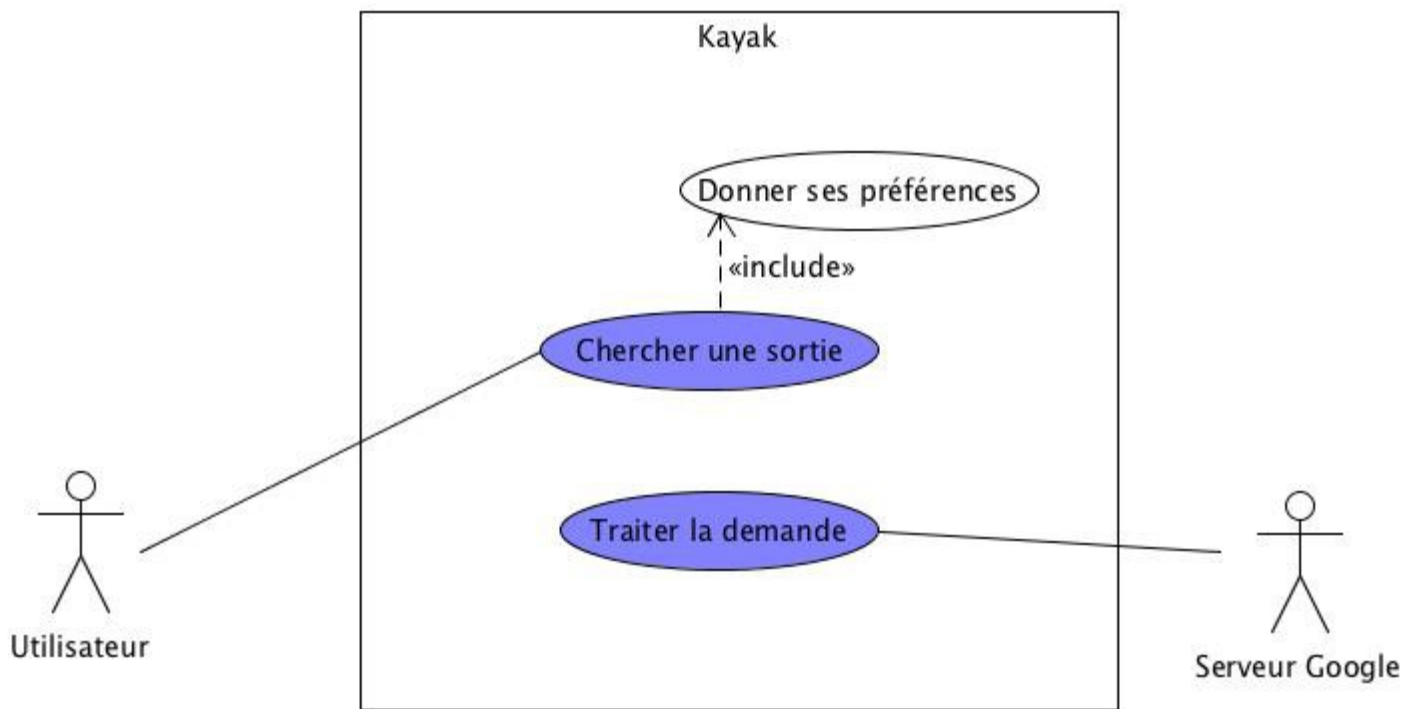 Kayak
Donner ses préférences
«include»
Chercher une sortie
Traiter la demande
Utilisateur
Serveur Google